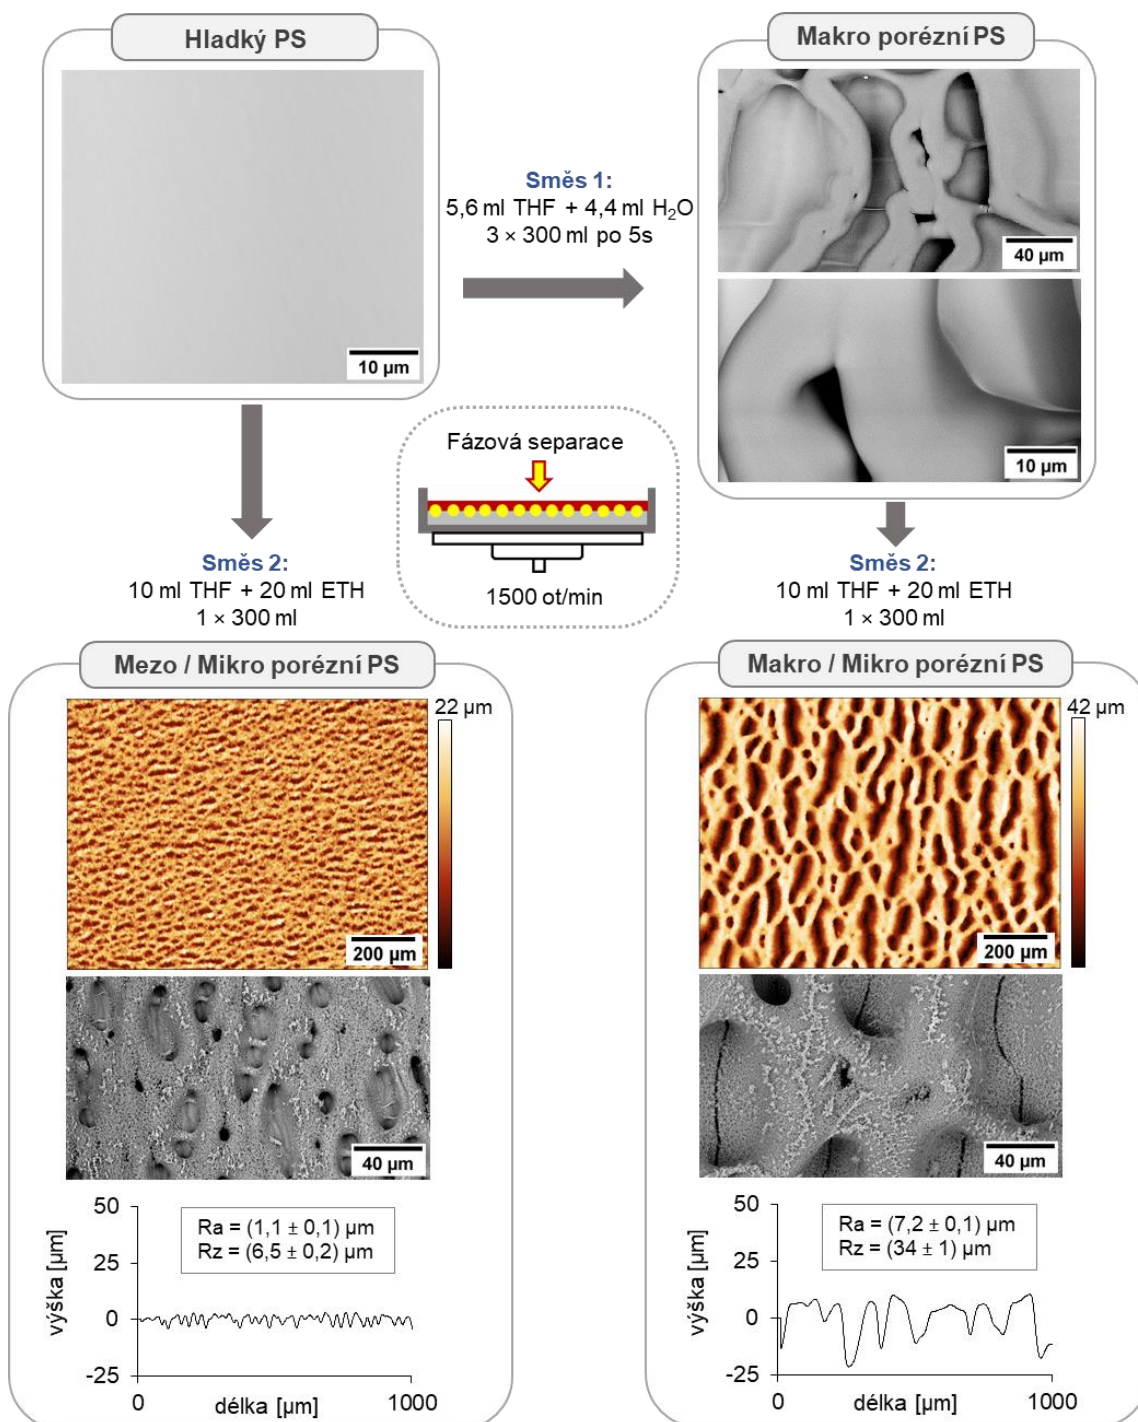 Hladký PS
10 µm
Směs 1:
5,6 ml THF + 4,4 ml H₂O
3 × 300 ml po 5s
Makro porézní PS
40 µm
10 µm
Fázová separace
1500 ot/min
Směs 2:
10 ml THF + 20 ml ETH
1 × 300 ml
Směs 2:
10 ml THF + 20 ml ETH
1 × 300 ml
Mezo / Mikro porézní PS
22 µm
200 µm
40 µm
50
25
0
-25
výška [µm]
Ra = (1,1 ± 0,1) µm
Rz = (6,5 ± 0,2) µm
0
délka [µm]
1000
Makro / Mikro porézní PS
42 µm
200 µm
40 µm
50
25
0
-25
výška [µm]
Ra = (7,2 ± 0,1) µm
Rz = (34 ± 1) µm
0
délka [µm]
1000